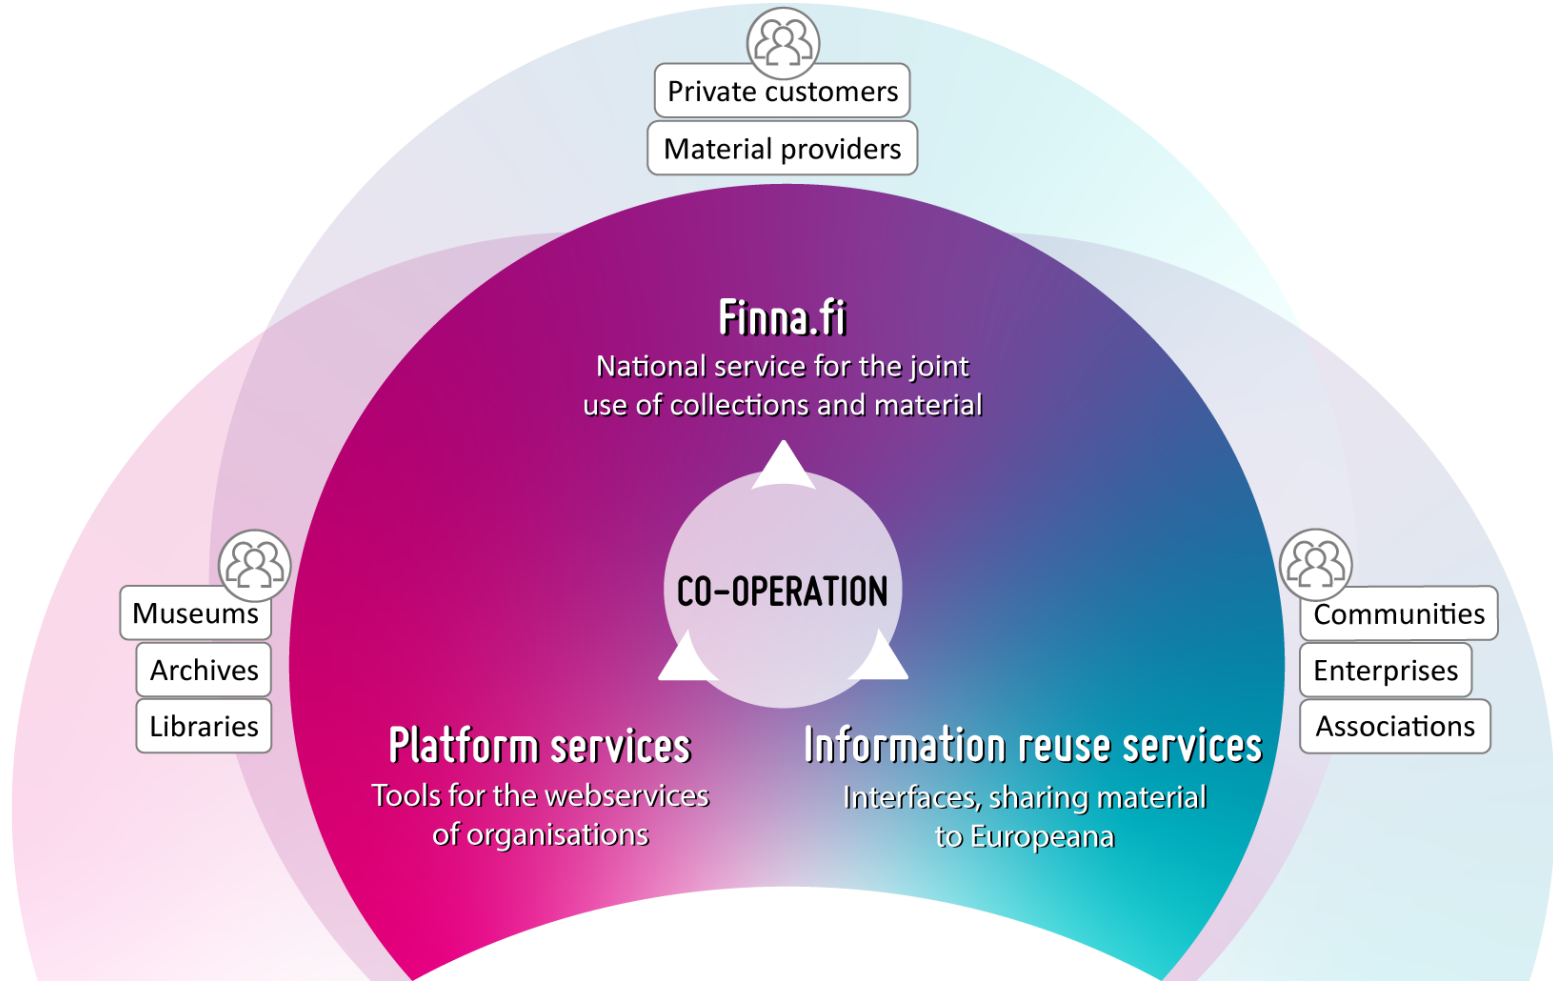 Private customers
Material providers
Finna.fi
National service for the joint
use of collections and material
CO-OPERATION
Museums
Archives
Libraries
Communities
Enterprises
Associations
Platform services
Tools for the webservices
of organisations
Information reuse services
Interfaces, sharing material
to Europeana